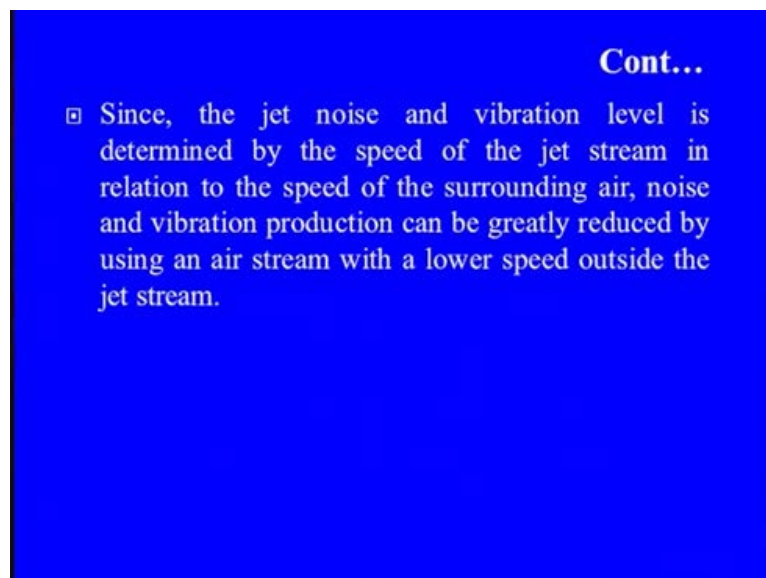 Cont...
Since, the jet noise and vibration level is
determined by the speed of the jet stream in
relation to the speed of the surrounding air, noise
and vibration production can be greatly reduced by
using an air stream with a lower speed outside the
jet stream.